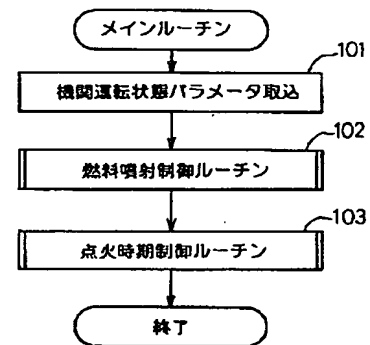 メインルーチン
101
機関運転状態パラメータ取込
102
燃料噴射制御ルーチン
103
点火時期制御ルーチン
終了